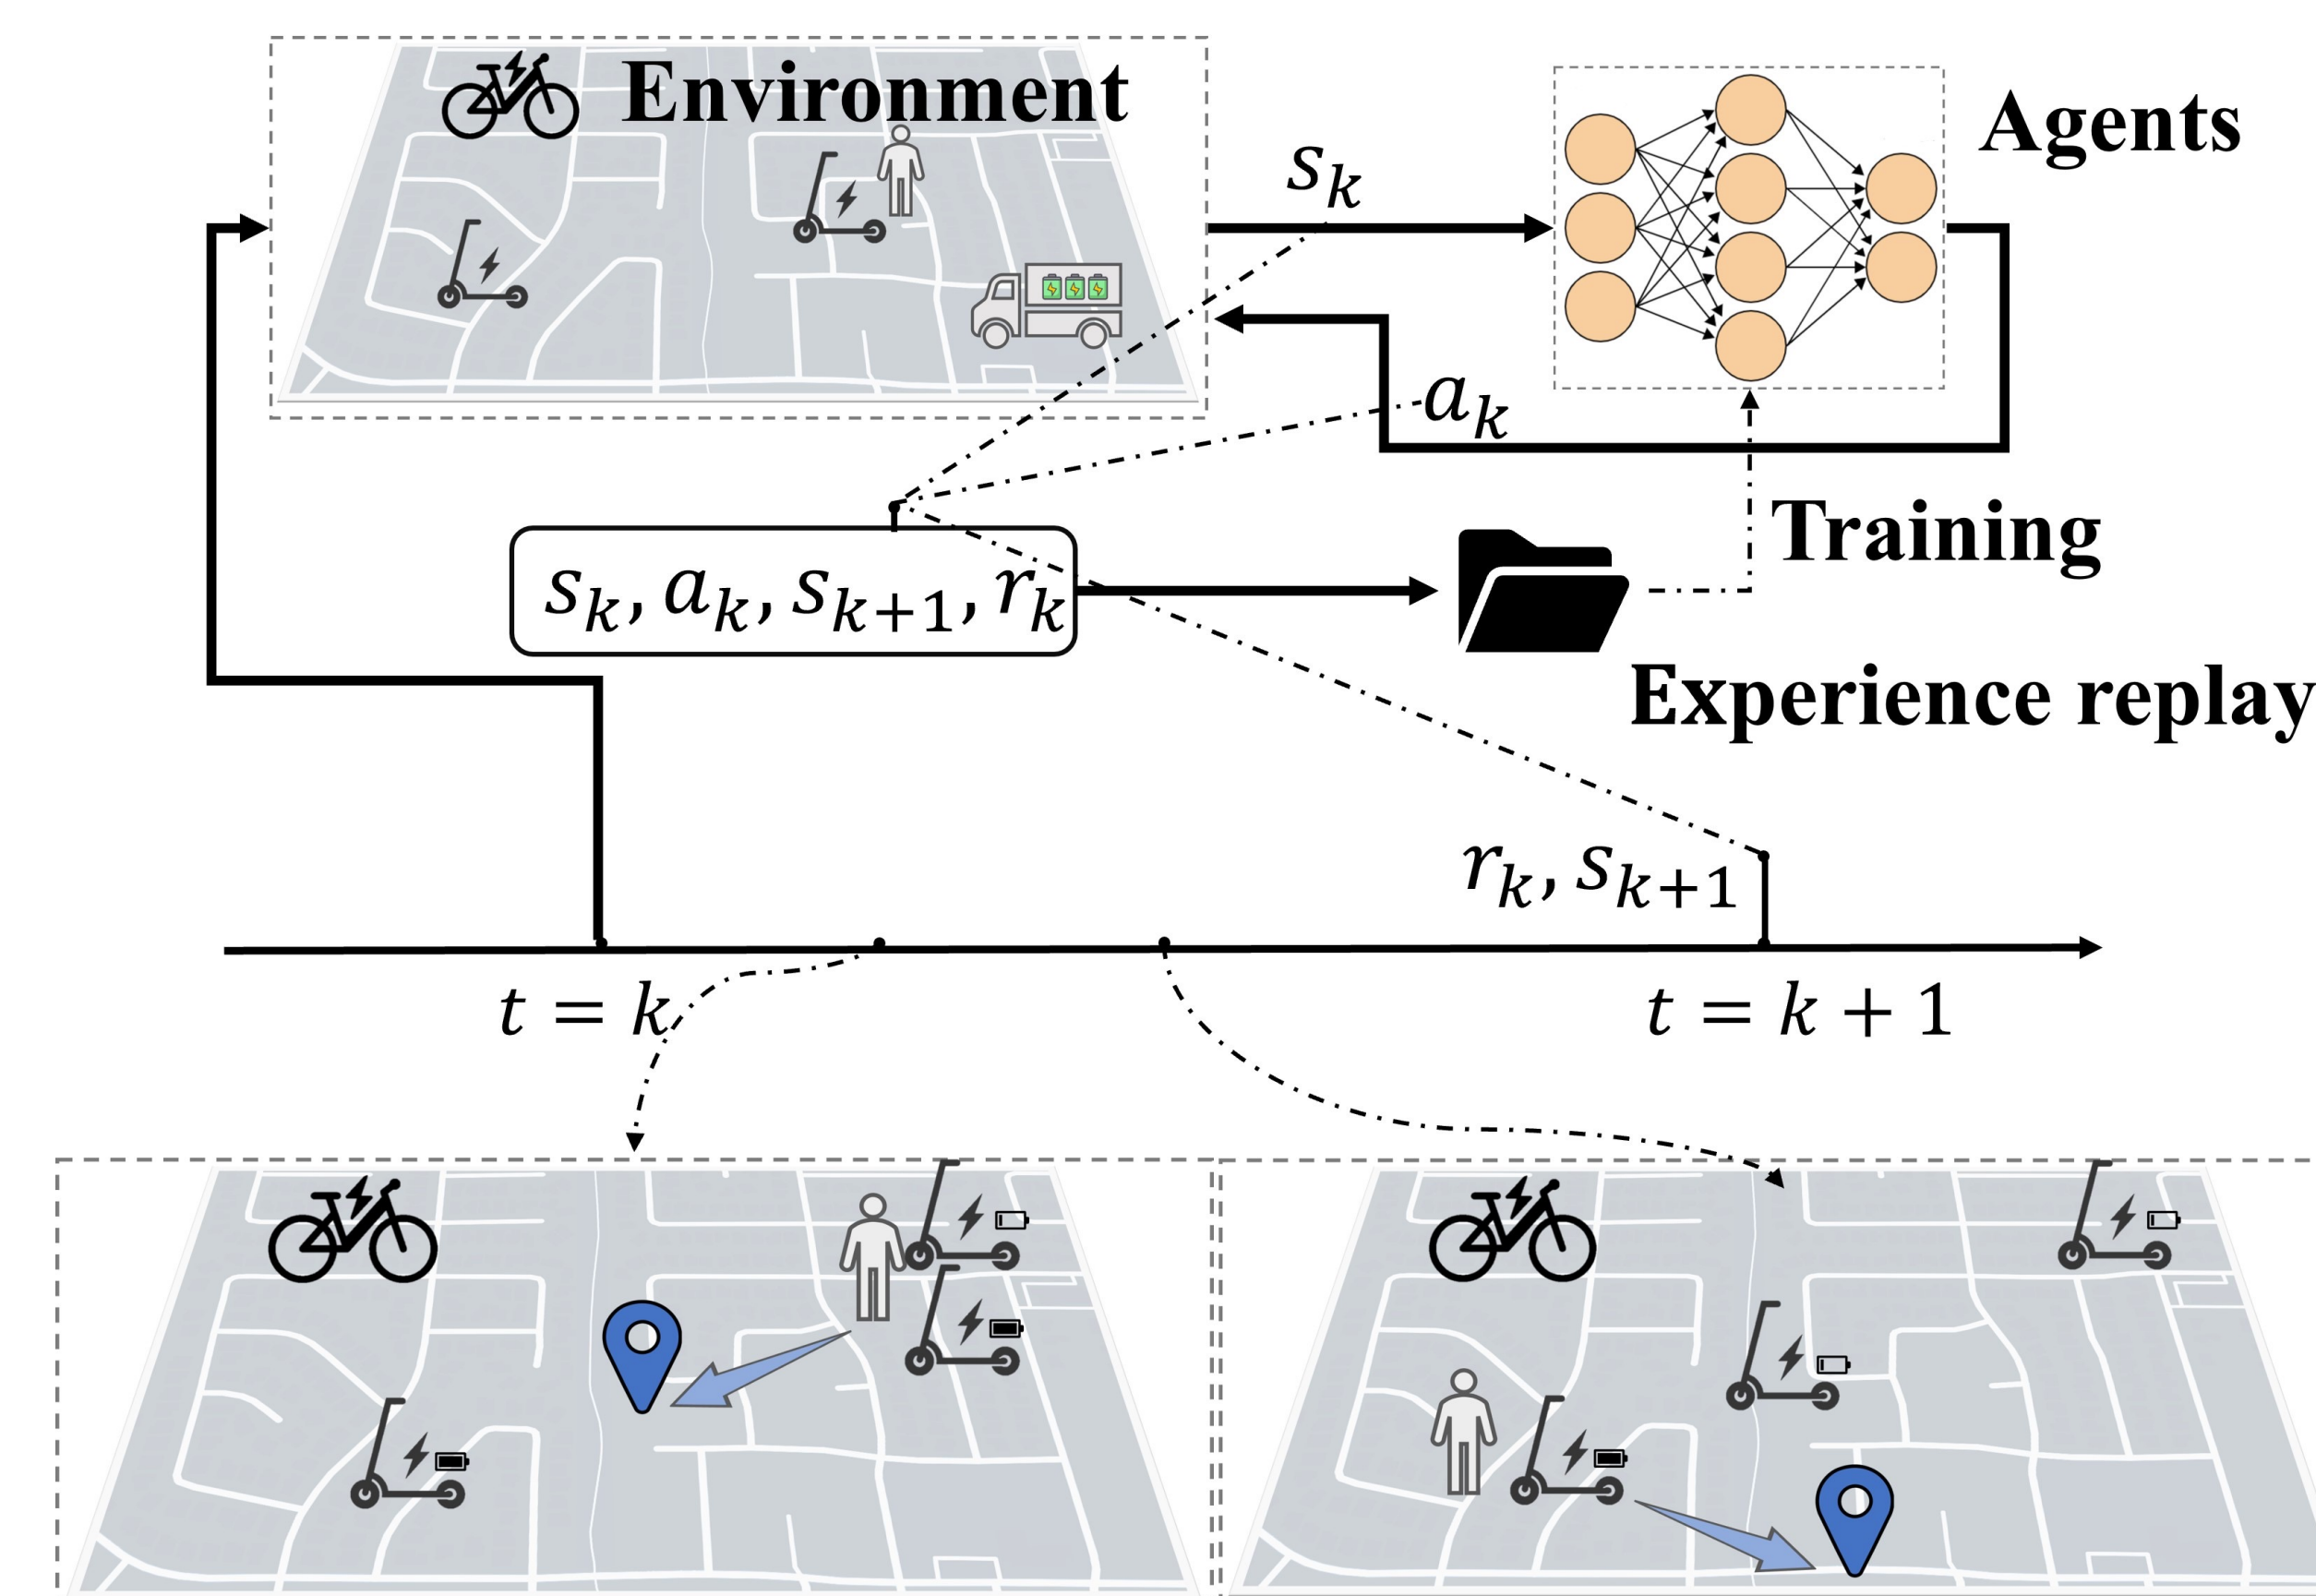 Environment
Agents
s_k
a_k
Training
s_k, a_k, s_{k+1}, r_k
Experience replay
r_k, s_{k+1}
t = k
t = k + 1